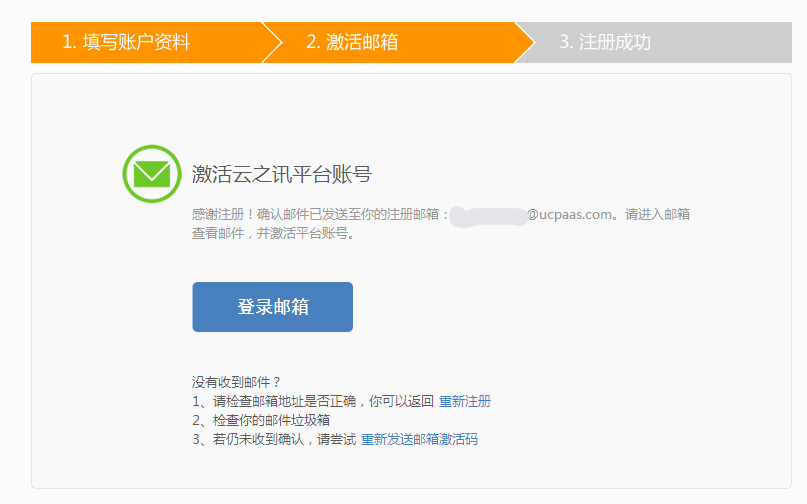 1. 填写账户资料
2. 激活邮箱
3. 注册成功
激活云之讯平台账号
感谢注册！确认邮件已发送至你的注册邮箱：@ucpaas.com。请进入邮箱
查看邮件，并激活平台账号。
登录邮箱
没有收到邮件？
1、请检查邮箱地址是否正确，你可以返回 重新注册
2、检查你的邮件垃圾箱
3、若仍未收到确认，请尝试 重新发送邮箱激活码